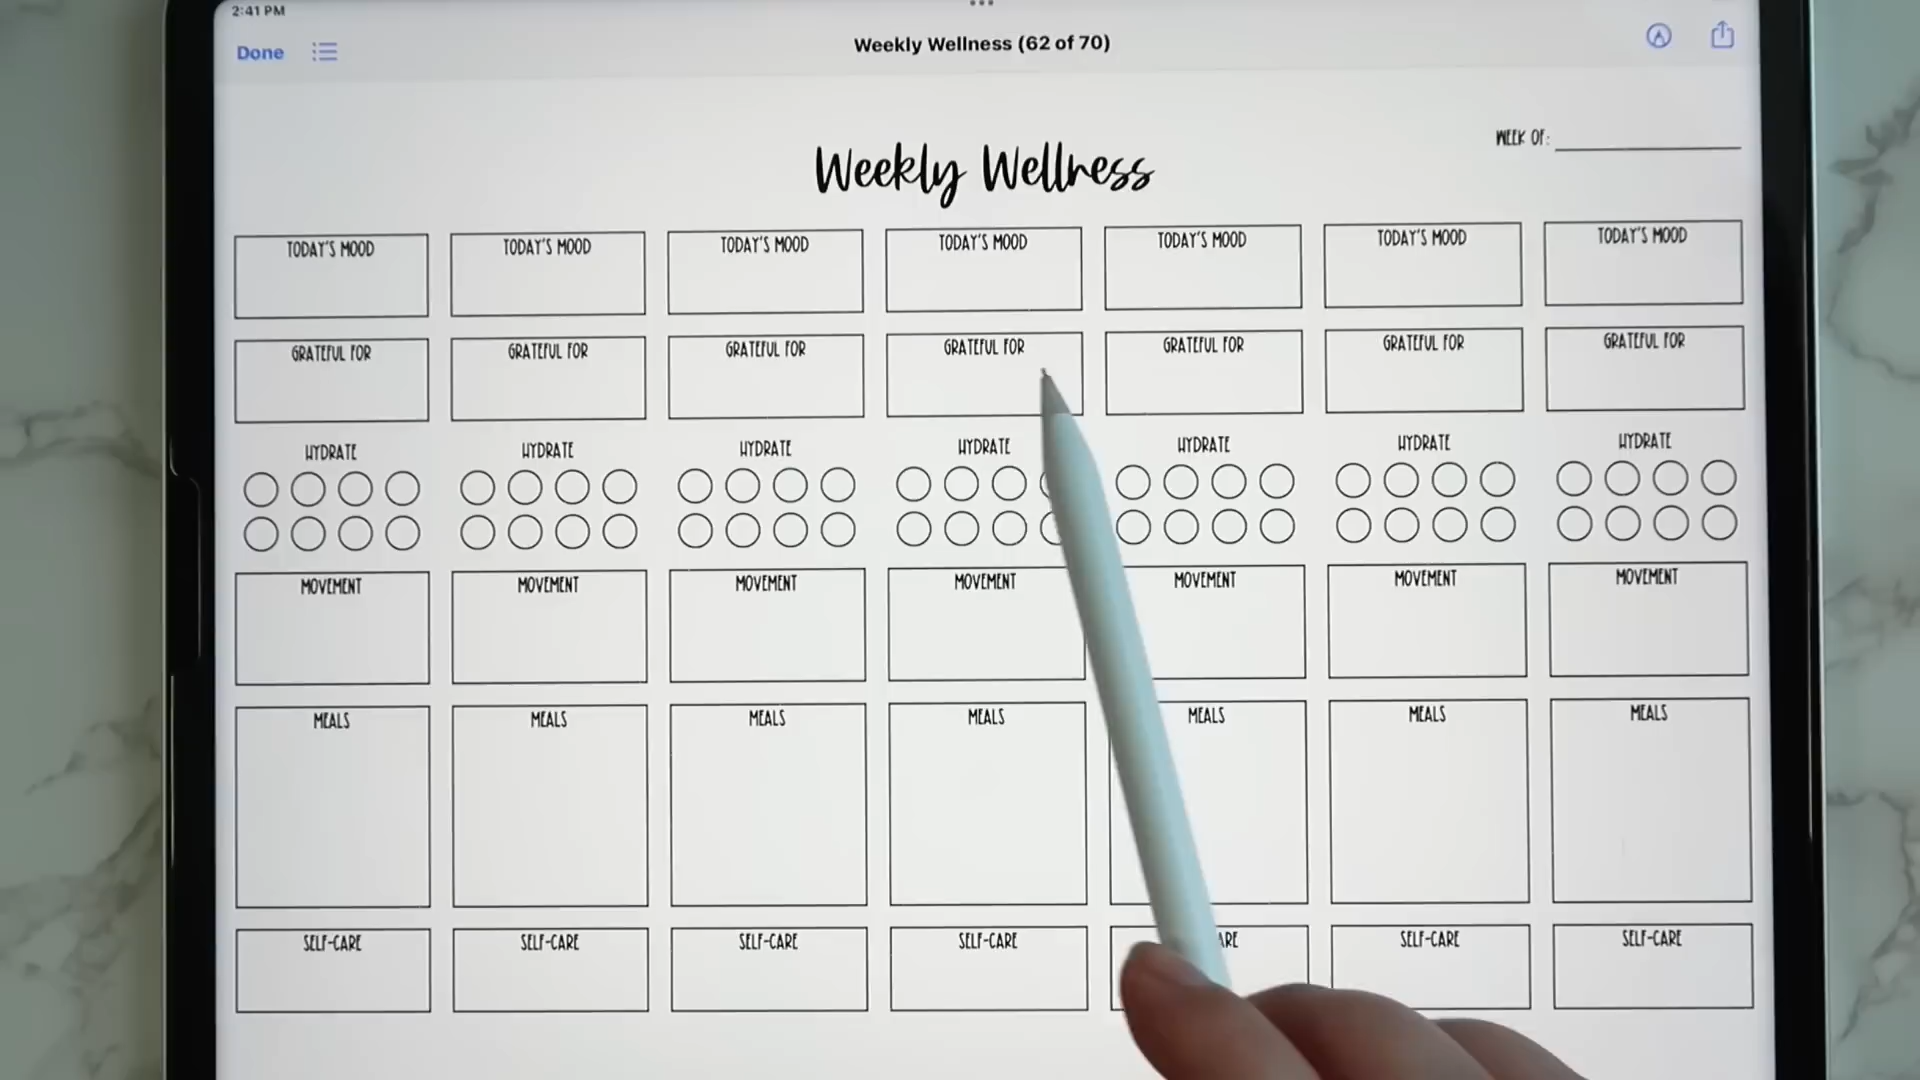 2:41 PM
Done
Weekly Wellness (62 of 70)
WEEK OF:
Weekly Wellness
TODAY'S MOOD TODAY'S MOOD TODAY'S MOOD TODAY'S MOOD TODAY'S MOOD TODAY'S MOOD TODAY'S MOOD
GRATEFUL FOR GRATEFUL FOR GRATEFUL FOR GRATEFUL FOR GRATEFUL FOR GRATEFUL FOR GRATEFUL FOR
HYDRATE HYDRATE HYDRATE HYDRATE HYDRATE HYDRATE HYDRATE
MOVEMENT MOVEMENT MOVEMENT MOVEMENT MOVEMENT MOVEMENT MOVEMENT
MEALS MEALS MEALS MEALS MEALS MEALS MEALS
SELF-CARE SELF-CARE SELF-CARE SELF-CARE ARE SELF-CARE SELF-CARE